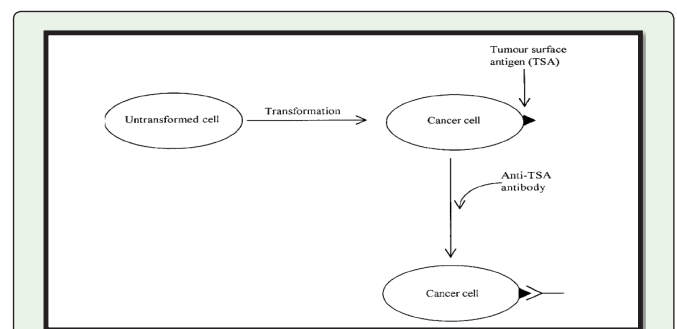 Tumour surface
antigen (TSA)
Untransformed cell
Transformation
Cancer cell
Anti-TSA
antibody
Cancer cell